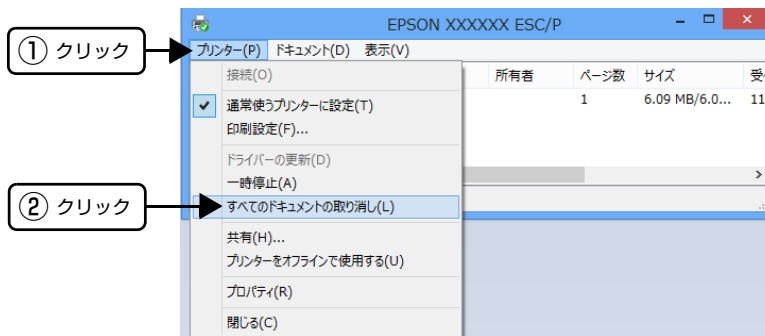 EPSON XXXXXX ESC/P
① クリック
プリンター(P) ドキュメント(D) 表示(V)
接続(O)
所有者 ページ数 サイズ 受
通常使うプリンターに設定(T)
1 6.09 MB/6.0... 11
印刷設定(F)...
ドライバーの更新(D)
一時停止(A)
② クリック
すべてのドキュメントの取り消し(L)
共有(H)...
プリンターをオフラインで使用する(U)
プロパティ(R)
閉じる(C)